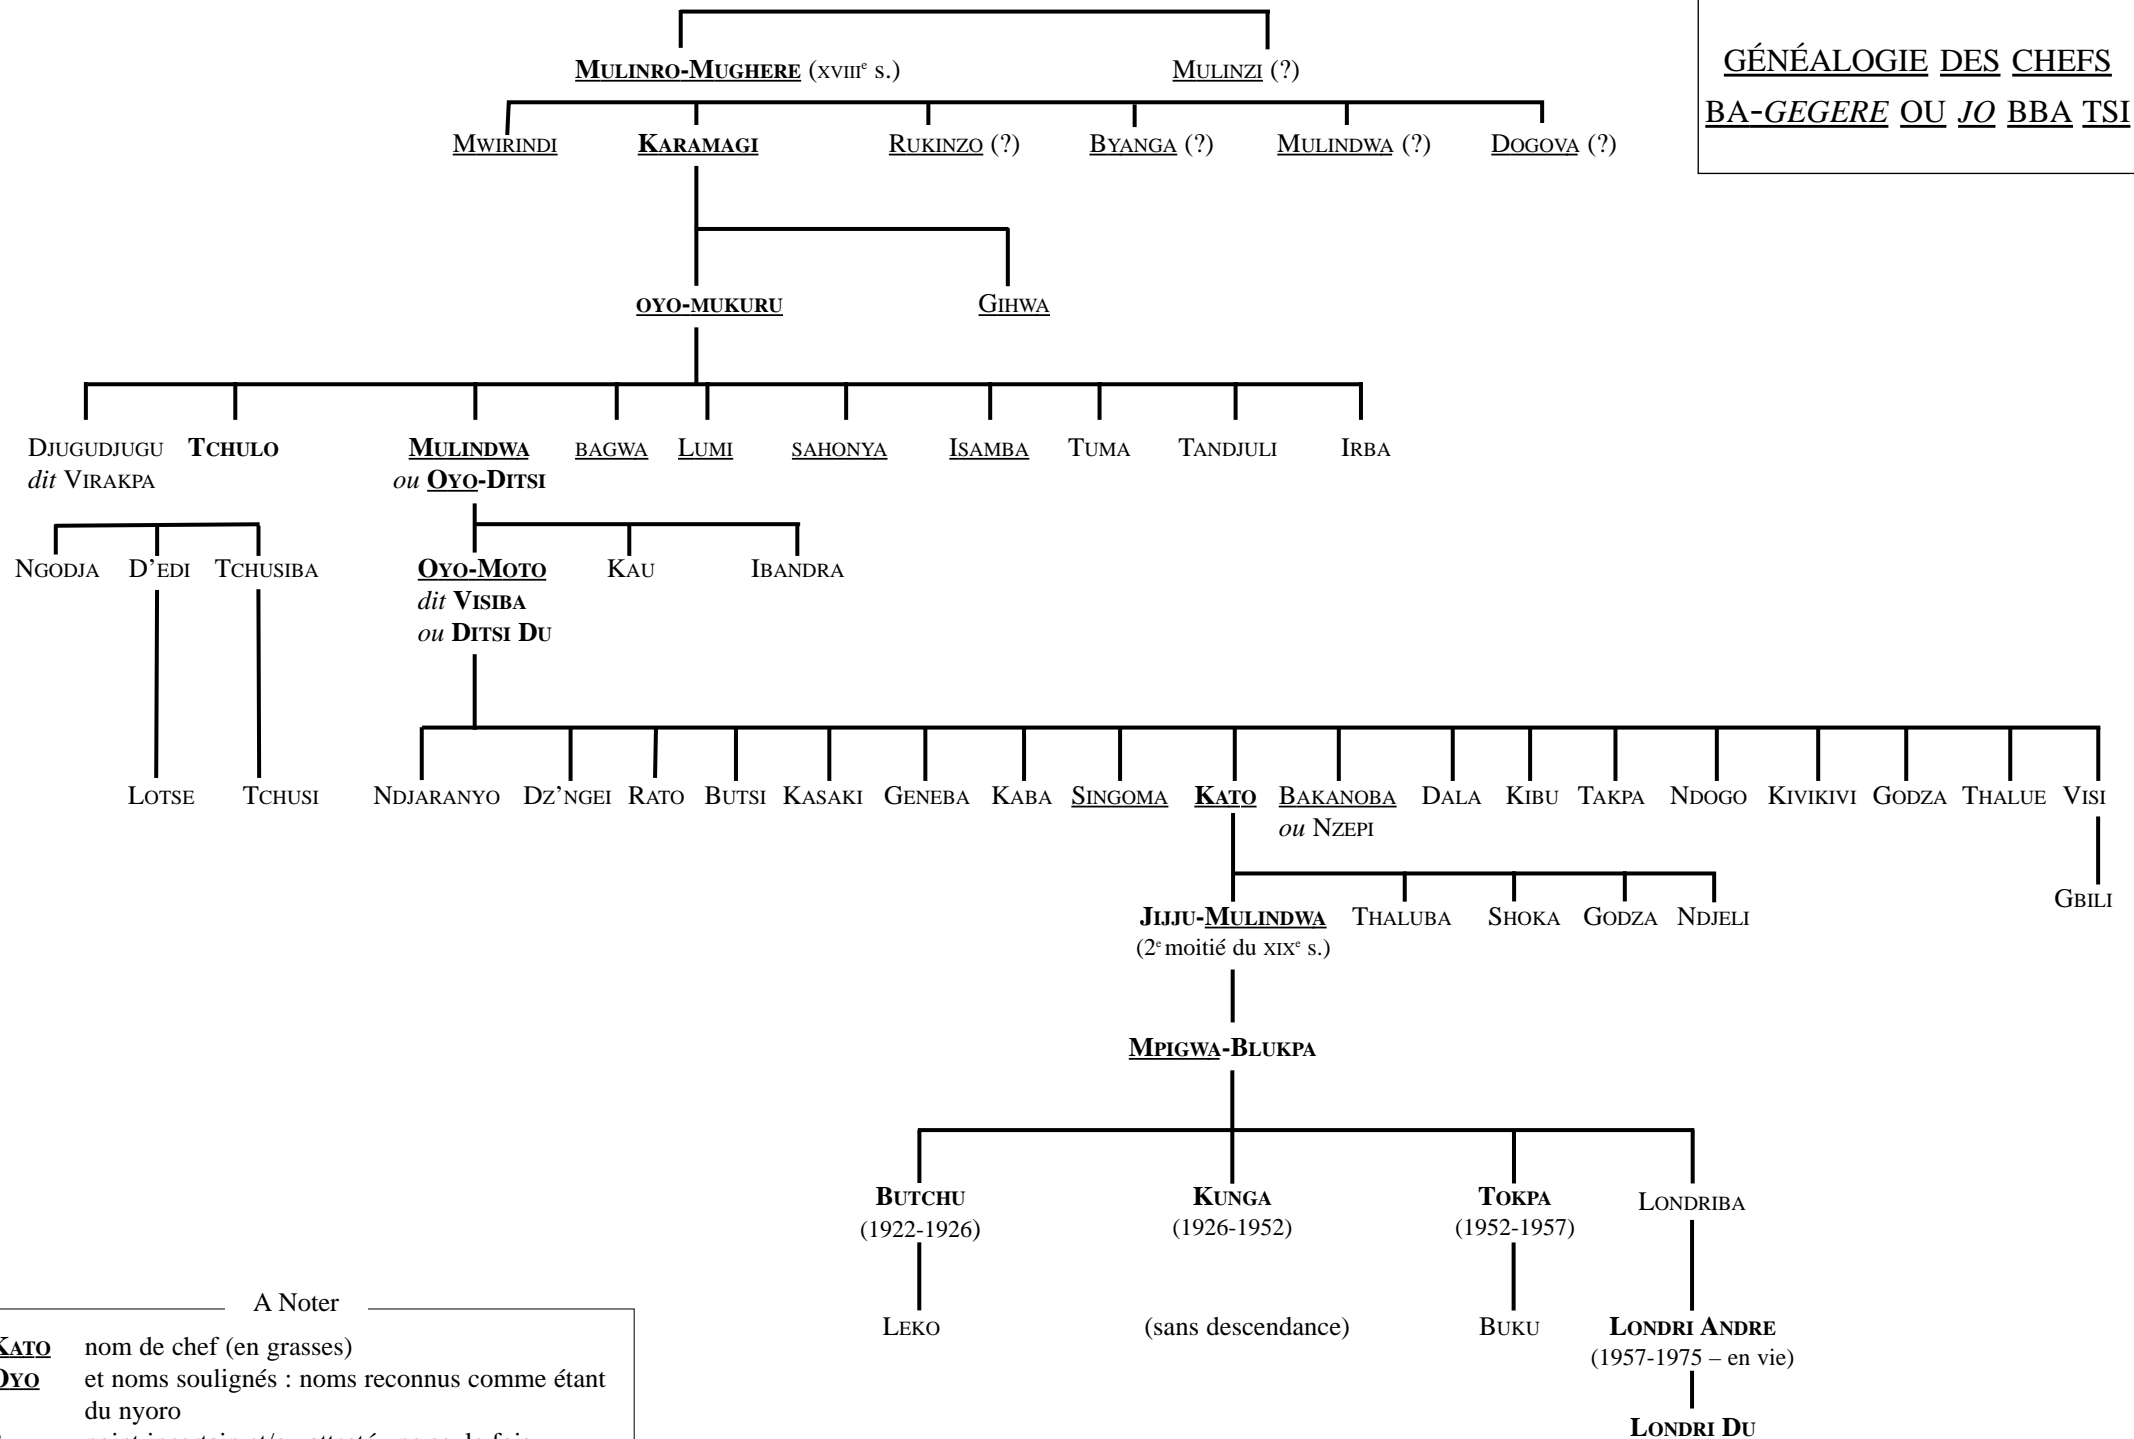 GÉNÉALOGIE DES CHEFS
BA-GEGERE OU JO BBA TSI
MULINRO-MUGHERE (XVIIIe s.) MULINZI (?)
MWIRINDI KARAMAGI RUKINZO (?) BYANGA (?) MULINDWA (?) DOGOVA (?)
OYO-MUKURU GIHWA
DJUGUDJUGU TCHULO MULINDWA BAGWA LUMI SAHONYA ISAMBA TUMA TANDJULI IRBA
dit VIRAKPA ou OYO-DITSI
NGODJA D’EDI TCHUSIBA OYO-MOTO KAU IBANDRA
dit VISIBA
ou DITSI DU
LOTSE TCHUSI NDJARANYO DZ’NGEI RATO BUTSI KASAKI GENEBA KABA SINGOMA KATO BAKANOBA DALA KIBU TAKPA NDOGO KIVIKIVI GODZA THALUE VISI
ou NZEPI
GBILI
JIJJU-MULINDWA THALUBA SHOKA GODZA NDJELI
(2e moitié du XIXe s.)
MPIGWA-BLUKPA
BUTCHU KUNGA TOKPA LONDRIBA
(1922-1926) (1926-1952) (1952-1957)
LEKO (sans descendance) BUKU LONDRI ANDRE
(1957-1975 – en vie)
LONDRI DU
A Noter
KATO nom de chef (en grasses)
OYO et noms soulignés : noms reconnus comme étant
du nyoro